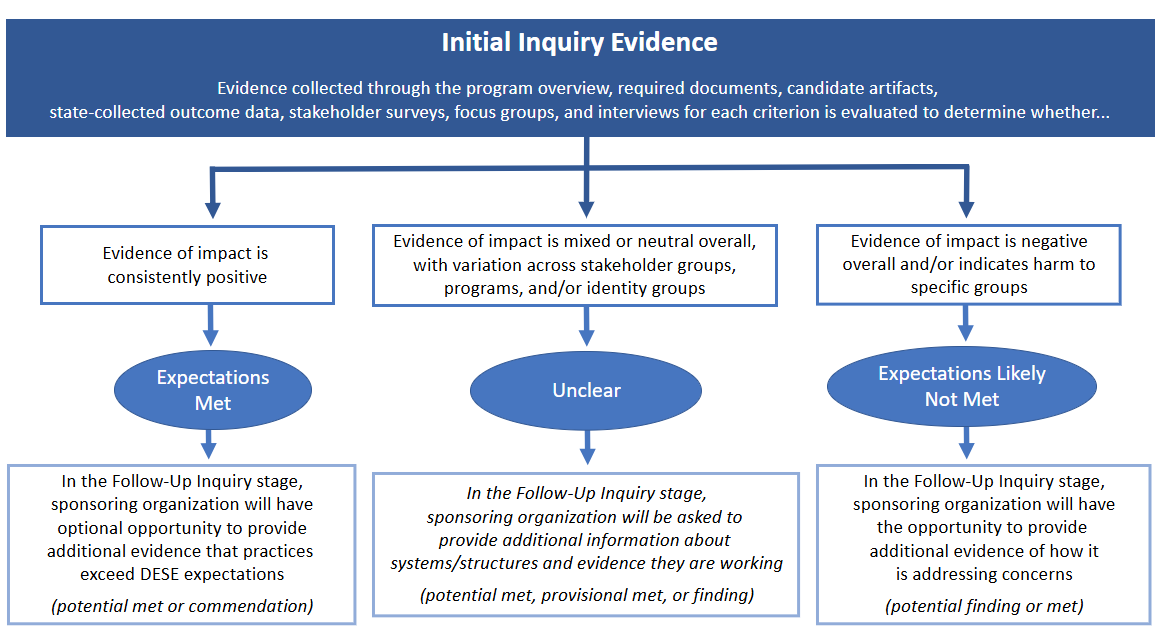 Initial Inquiry Evidence
Evidence collected through the program overview, required documents, candidate artifacts,
state-collected outcome data, stakeholder surveys, focus groups, and interviews for each criterion is evaluated to determine whether...
Evidence of impact is
consistently positive
Evidence of impact is mixed or neutral overall,
with variation across stakeholder groups,
programs, and/or identity groups
Evidence of impact is negative
overall and/or indicates harm to
specific groups
Expectations
Met
Unclear
Expectations Likely
Not Met
In the Follow-Up Inquiry stage,
sponsoring organization will have
optional opportunity to provide
additional evidence that practices
exceed DESE expectations
(potential met or commendation)
In the Follow-Up Inquiry stage,
sponsoring organization will be asked to
provide additional information about
systems/structures and evidence they are working
(potential met, provisional met, or finding)
In the Follow-Up Inquiry stage,
sponsoring organization will have
the opportunity to provide
additional evidence of how it
is addressing concerns
(potential finding or met)